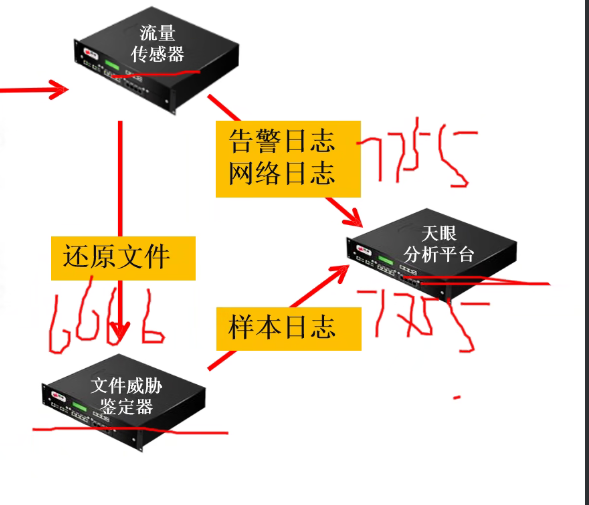 流量
传感器
告警日志
网络日志
7755
天眼
分析平台
还原文件
6666
样本日志
7755
文件威胁
鉴定器